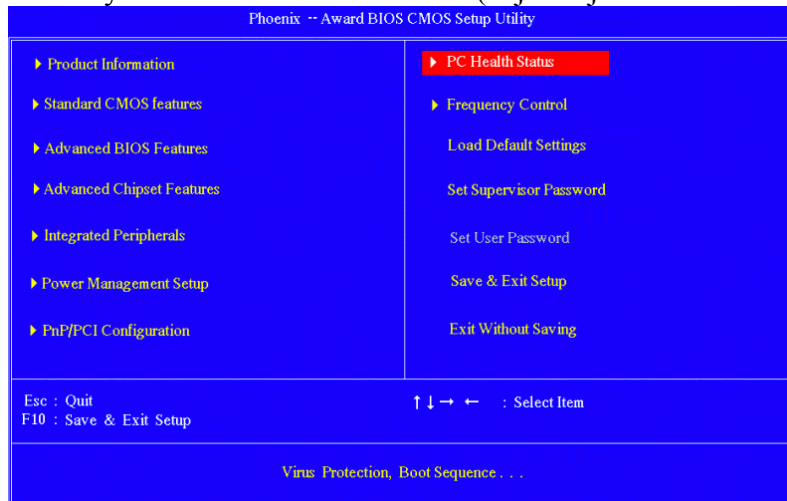 Phoenix -- Award BIOS CMOS Setup Utility
Product Information
Standard CMOS features
Advanced BIOS Features
Advanced Chipset Features
Integrated Peripherals
Power Management Setup
PnP/PCI Configuration
PC Health Status
Frequency Control
Load Default Settings
Set Supervisor Password
Set User Password
Save & Exit Setup
Exit Without Saving
Esc : Quit
F10 : Save & Exit Setup
↑↓→ ← : Select Item
Virus Protection, Boot Sequence . . .